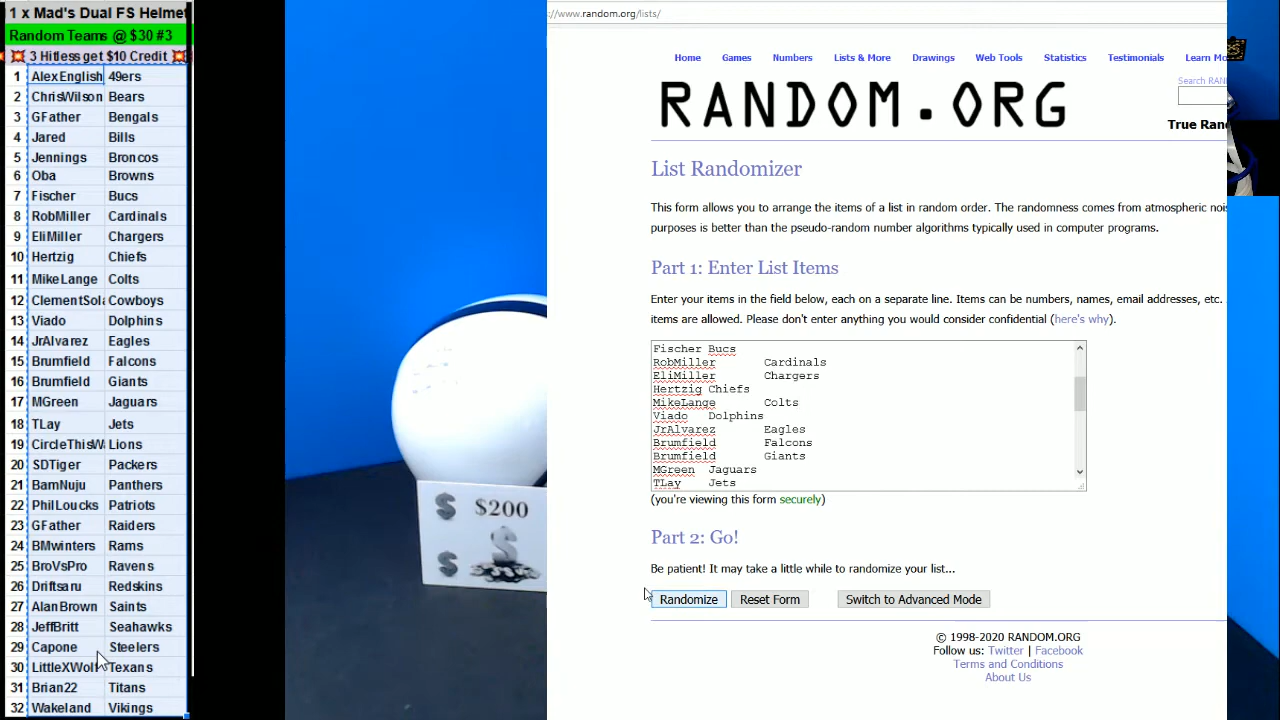 1 x Mad's Dual FS Helmet
Random Teams @ $30 #3
💥 3 Hitless get $10 Credit 💥
1 AlexEnglish 49ers
2 ChrisWilson Bears
3 GFather Bengals
4 Jared Bills
5 Jennings Broncos
6 Oba Browns
7 Fischer Bucs
8 RobMiller Cardinals
9 EliMiller Chargers
10 Hertzig Chiefs
11 MikeLange Colts
12 ClementSola Cowboys
13 Viado Dolphins
14 JrAlvarez Eagles
15 Brumfield Falcons
16 Brumfield Giants
17 MGreen Jaguars
18 TLay Jets
19 CircleThisWa Lions
20 SDTiger Packers
21 BamNuju Panthers
22 PhilLoucks Patriots
23 GFather Raiders
24 BMwinters Rams
25 BroVsPro Ravens
26 Driftsaru Redskins
27 AlanBrown Saints
28 JeffBritt Seahawks
29 Capone Steelers
30 LittleXWolf Texans
31 Brian22 Titans
32 Wakeland Vikings
$ $200
$
://www.random.org/lists/
Home Games Numbers Lists & More Drawings Web Tools Statistics Testimonials Learn Mo
Search RAN
RANDOM.ORG
True Rand
List Randomizer
This form allows you to arrange the items of a list in random order. The randomness comes from atmospheric nois
purposes is better than the pseudo-random number algorithms typically used in computer programs.
Part 1: Enter List Items
Enter your items in the field below, each on a separate line. Items can be numbers, names, email addresses, etc.
items are allowed. Please don't enter anything you would consider confidential (here's why).
Fischer Bucs
RobMiller Cardinals
EliMiller Chargers
Hertzig Chiefs
MikeLange Colts
Viado Dolphins
JrAlvarez Eagles
Brumfield Falcons
Brumfield Giants
MGreen Jaguars
TLay Jets
(you're viewing this form securely)
Part 2: Go!
Be patient! It may take a little while to randomize your list...
Randomize Reset Form Switch to Advanced Mode
© 1998-2020 RANDOM.ORG
Follow us: Twitter | Facebook
Terms and Conditions
About Us